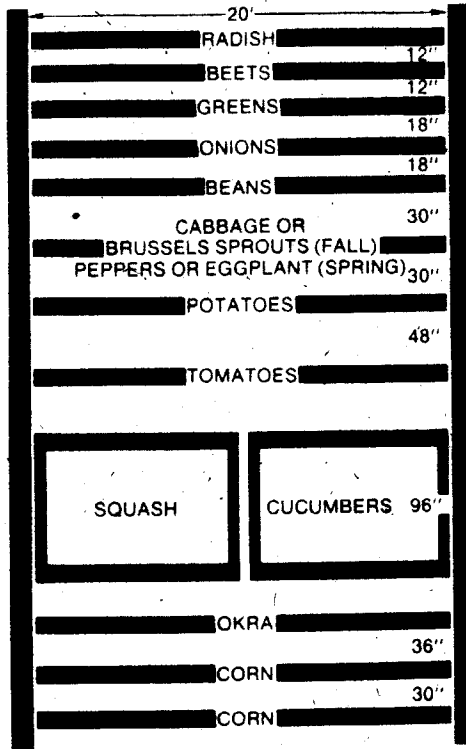 20'
RADISH
12"
BEETS
12"
GREENS
18"
ONIONS
18"
BEANS
30"
CABBAGE OR
BRUSSELS SPROUTS (FALL)
PEPPERS OR EGGPLANT (SPRING)
30"
POTATOES
48"
TOMATOES
SQUASH
CUCUMBERS 96"
OKRA
36"
CORN
30"
CORN